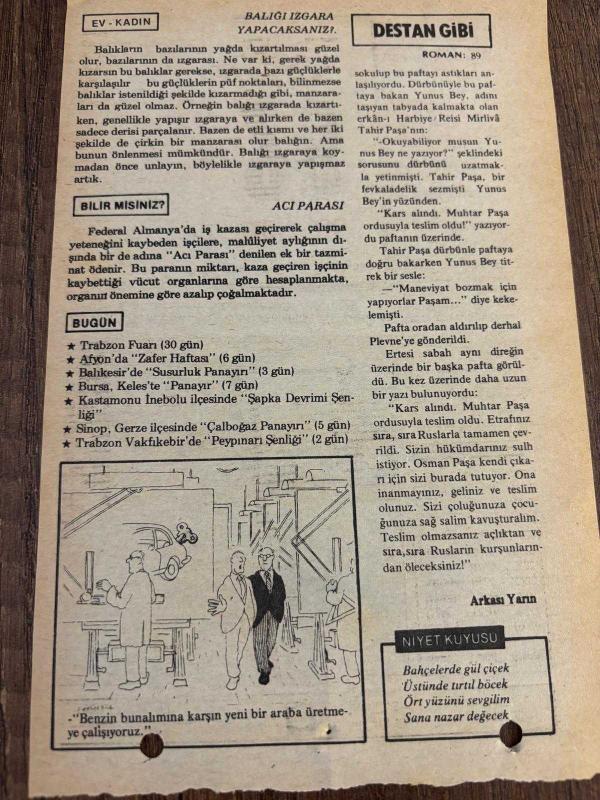 EV - KADIN
BALIĞI IZGARA
YAPACAKSANIZ?.
Balıkların bazılarının yağda kızartılması güzel
olur, bazılarının da ızgarası. Ne var ki, gerek yağda
kızarsın bu balıklar gerekse, ızgarada bazı güçlüklerle
karşılaşılır bu güçlüklerin püf noktaları, bilinmezse
balıklar istenildiği şekilde kızarmadığı gibi, manzara-
ları da güzel olmaz. Örneğin balığı ızgarada kızartı-
ken, genellikle yapışır ızgaraya ve alırken de bazen
sadece derisi parçalanır. Bazen de etli kısmı ve her iki
şekilde de çirkin bir manzarası olur balığın. Ama
bunun önlenmesi mümkündür. Balığı ızgaraya koy-
madan önce unlayın, böylelikle ızgaraya yapışmaz
artık.
BİLİR MİSİNİZ?
ACI PARASI
Federal Almanya'da iş kazası geçirerek çalışma
yeteneğini kaybeden işçilere, malûliyet aylığının dı-
şında bir de adına "Acı Parası" denilen ek bir tazmi-
nat ödenir. Bu paranın miktarı, kaza geçiren işçinin
kaybettiği vücut organlarına göre hesaplanmakta,
organın önemine göre azalıp çoğalmaktadır.
BUGÜN
★ Trabzon Fuarı (30 gün)
★ Afyon'da "Zafer Haftası" (6 gün)
★ Balıkesir'de "Susurluk Panayırı" (3 gün)
★ Bursa, Keles'te "Panayır" (7 gün)
★ Kastamonu İnebolu ilçesinde "Şapka Devrimi Şen-
liği"
★ Sinop, Gerze ilçesinde "Çalboğaz Panayırı" (5 gün)
★ Trabzon Vakfıkebir'de "Peypınarı Şenliği" (2 gün)
-"Benzin bunalımına karşın yeni bir araba üretme-
ye çalışıyoruz."
DESTAN GİBİ
ROMAN: 89
sokulup bu paftayı astıkları an-
laşılıyordu. Dürbünüyle bu paf-
taya bakan Yunus Bey, adını
taşıyan tabyada kalmakta olan
erkân-ı Harbiye Reisi Mirlivâ
Tahir Paşa'nın:
"-Okuyabiliyor musun Yu-
nus Bey ne yazıyor?" şeklindeki
sorusunu dürbünü uzatmak-
la yetinmişti. Tahir Paşa, bir
fevkaladelik sezmişti Yunus
Bey'in yüzünden.
"Kars alındı. Muhtar Paşa
ordusuyla teslim oldu!" yazıyor-
du paftanın üzerinde.
Tahir Paşa dürbünle paftaya
doğru bakarken Yunus Bey tit-
rek bir sesle:
—"Maneviyat bozmak için
yapıyorlar Paşam..." diye keke-
lemişti.
Pafta oradan aldırılıp derhal
Plevne'ye gönderildi.
Ertesi sabah aynı direğin
üzerinde bir başka pafta görül-
dü. Bu kez üzerinde daha uzun
bir yazı bulunuyordu:
"Kars alındı. Muhtar Paşa
ordusuyla teslim oldu. Etrafınız
sıra, sıra Ruslarla tamamen çev-
rildi. Sizin hükümdarınız sulh
istiyor. Osman Paşa kendi çıka-
rı için sizi burada tutuyor. Ona
inanmayınız, geliniz ve teslim
olunuz. Sizi çoluğunuza çocu-
ğunuza sağ salim kavuşturalım.
Teslim olmazsanız açlıktan ve
sıra,sıra Rusların kurşunların-
dan öleceksiniz!"
Arkası Yarın
NİYET KUYUSU
Bahçelerde gül çiçek
Üstünde tırtıl böcek
Ört yüzünü sevgilim
Sana nazar değecek